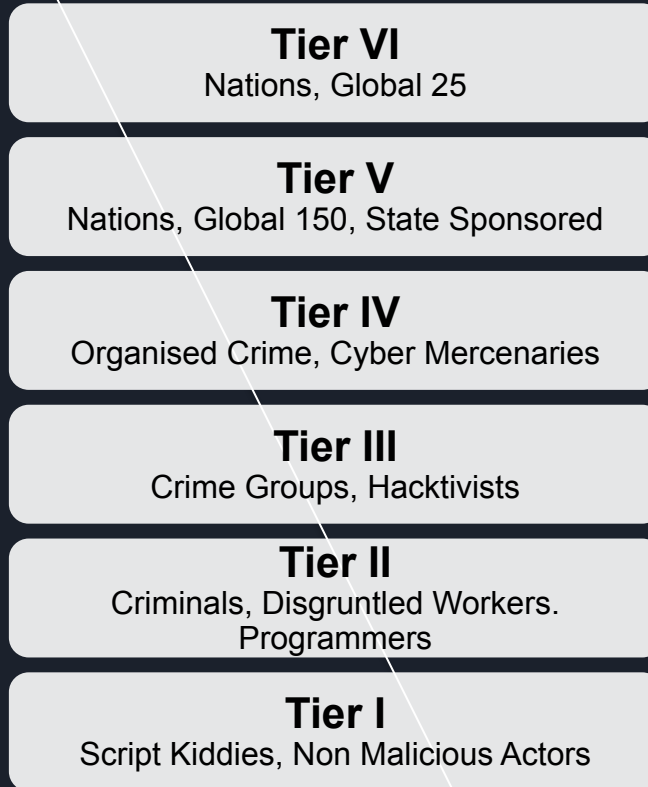 Tier VI
Nations, Global 25
Tier V
Nations, Global 150, State Sponsored
Tier IV
Organised Crime, Cyber Mercenaries
Tier III
Crime Groups, Hacktivists
Tier II
Criminals, Disgruntled Workers.
Programmers
Tier I
Script Kiddies, Non Malicious Actors